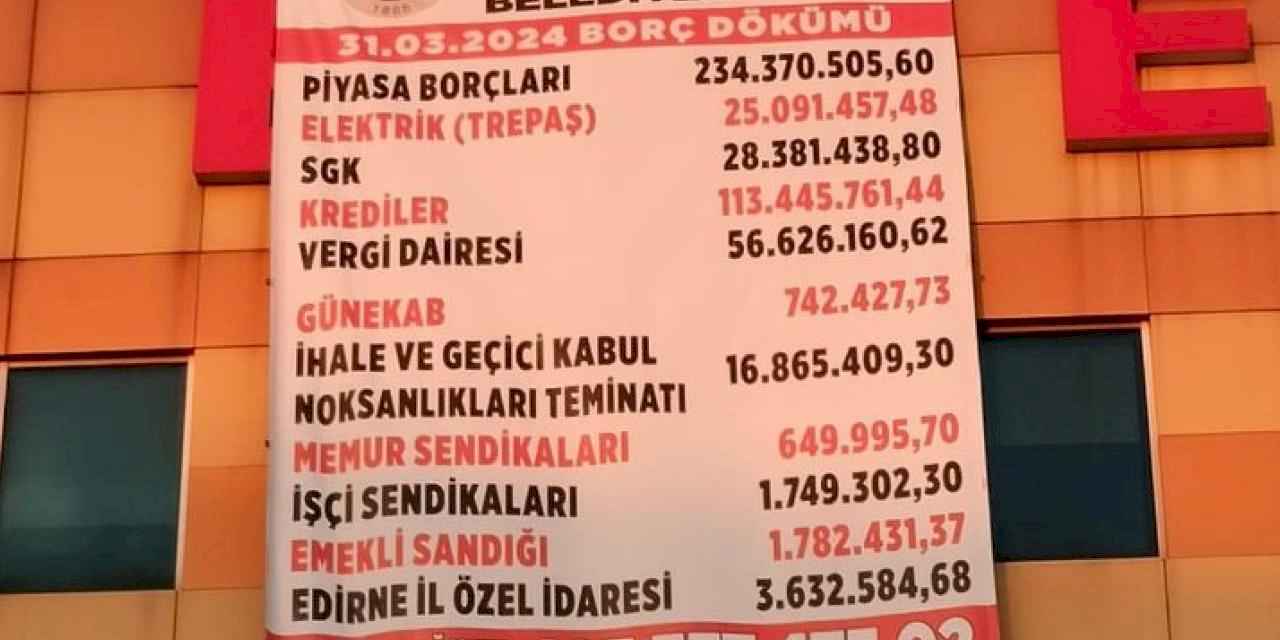 1885
31.03.2024 BORÇ DÖKÜMÜ
PİYASA BORÇLARI 234.370.505,60
ELEKTRİK (TREPAŞ) 25.091.457,48
SGK 28.381.438,80
KREDİLER 113.445.761,44
VERGİ DAİRESİ 56.626.160,62
GÜNEKAB 742.427,73
İHALE VE GEÇİCİ KABUL 16.865.409,30
NOKSANLIKLARI TEMİNATI
MEMUR SENDİKALARI 649.995,70
İŞÇİ SENDİKALARI 1.749.302,30
EMEKLİ SANDIĞI 1.782.431,37
EDİRNE İL ÖZEL İDARESİ 3.632.584,68
E